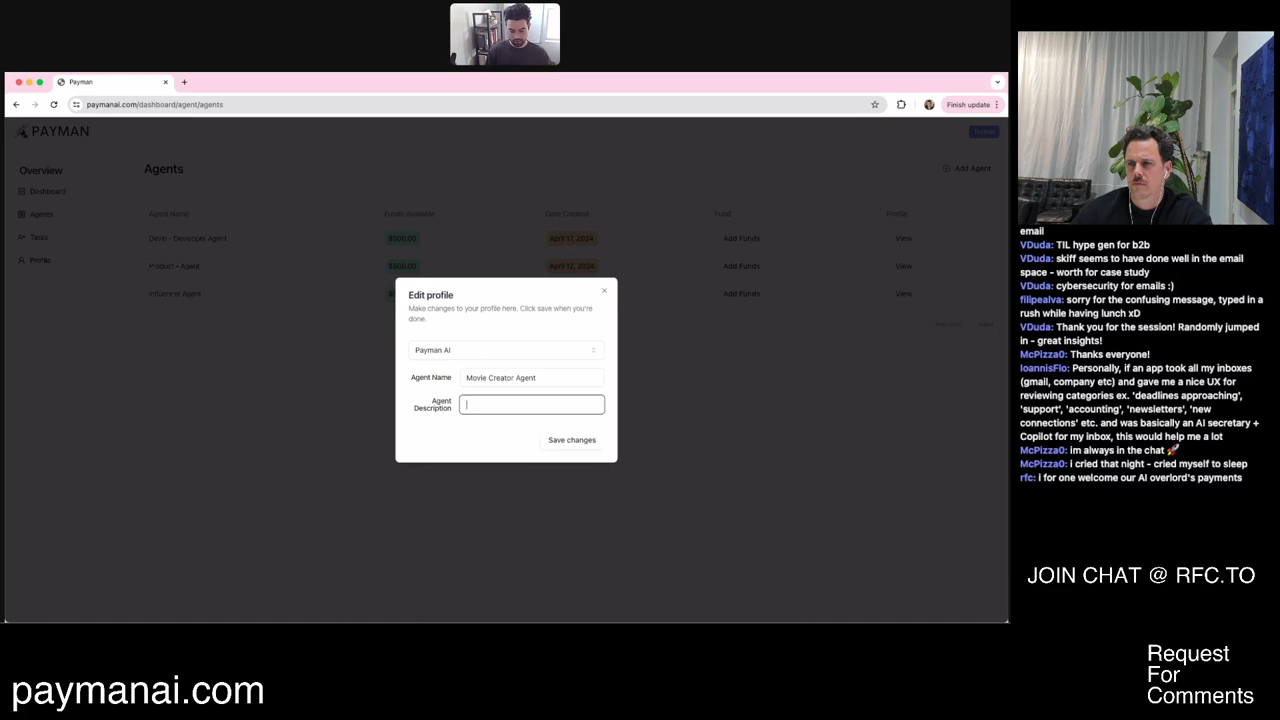 Payman
paymanai.com/dashboard/agent/agents
Finish update
PAYMAN
Overview
Agents
Add Agent
Dashboard
Agents
Tasks
Profile
Agent Name
Funds Available
Date Created
Fund
Profile
Devin - Developer Agent
$500.00
April 17, 2024
Add Funds
View
Product - Agent
$500.00
April 12, 2024
Add Funds
View
Influencer Agent
Add Funds
View
Previous
Next
Edit profile
Make changes to your profile here. Click save when you're
done.
Payman AI
Agent Name
Movie Creator Agent
Agent
Description
Save changes
email
VDuda: TIL hype gen for b2b
VDuda: skiff seems to have done well in the email
space - worth for case study
VDuda: cybersecurity for emails :)
filipealva: sorry for the confusing message, typed in a
rush while having lunch xD
VDuda: Thank you for the session! Randomly jumped
in - great insights!
McPizza0: Thanks everyone!
IoannisFlo: Personally, if an app took all my inboxes
(gmail, company etc) and gave me a nice UX for
reviewing categories ex. 'deadlines approaching',
'support', 'accounting', 'newsletters', 'new
connections' etc. and was basically an AI secretary +
Copilot for my inbox, this would help me a lot
McPizza0: im always in the chat 🚀
McPizza0: i cried that night - cried myself to sleep
rfc: i for one welcome our AI overlord's payments
JOIN CHAT @ RFC.TO
paymanai.com
Request
For
Comments